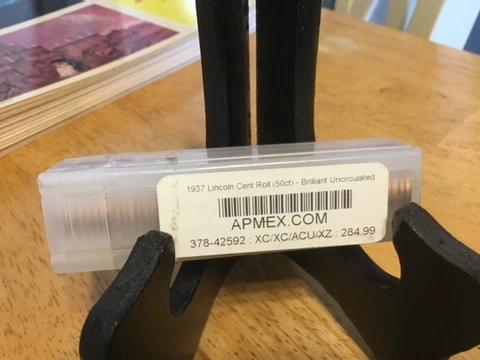 1937 Lincoln Cent Roll (50ct) - Brilliant Uncirculated
APMEX.COM
378-42592 : XC/XC/ACU/XZ : 284.99